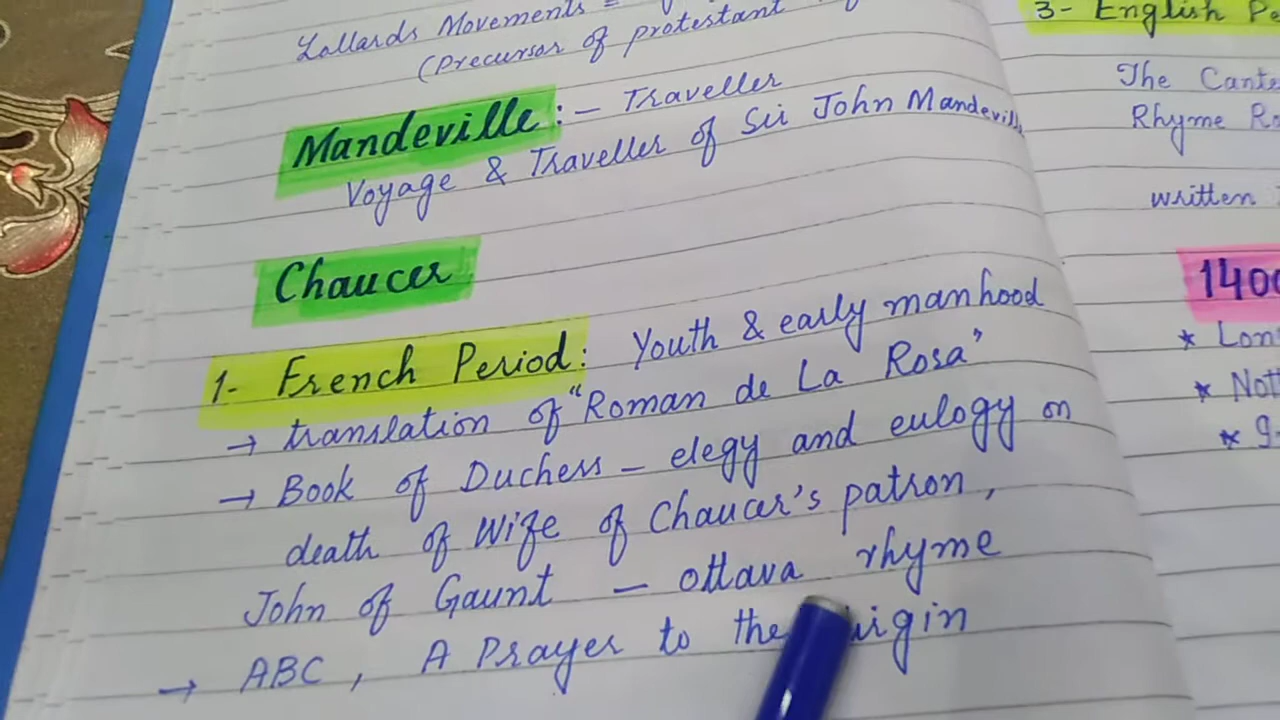 Lollards Movements =
(Precursor of protestant
Mandeville :- Traveller
Voyage & Traveller of Sir John Mandevill
Chaucer
1- French Period: Youth & early manhood
→ translation of "Roman de La Rosa"
→ Book of Duchess - elegy and eulogy on
death of Wife of Chaucer's patron,
John of Gaunt - ottava rhyme
→ ABC, A Prayer to the
3- English Pe
The Cante
Rhyme Ro
written
1400
* Lon
* Not
*